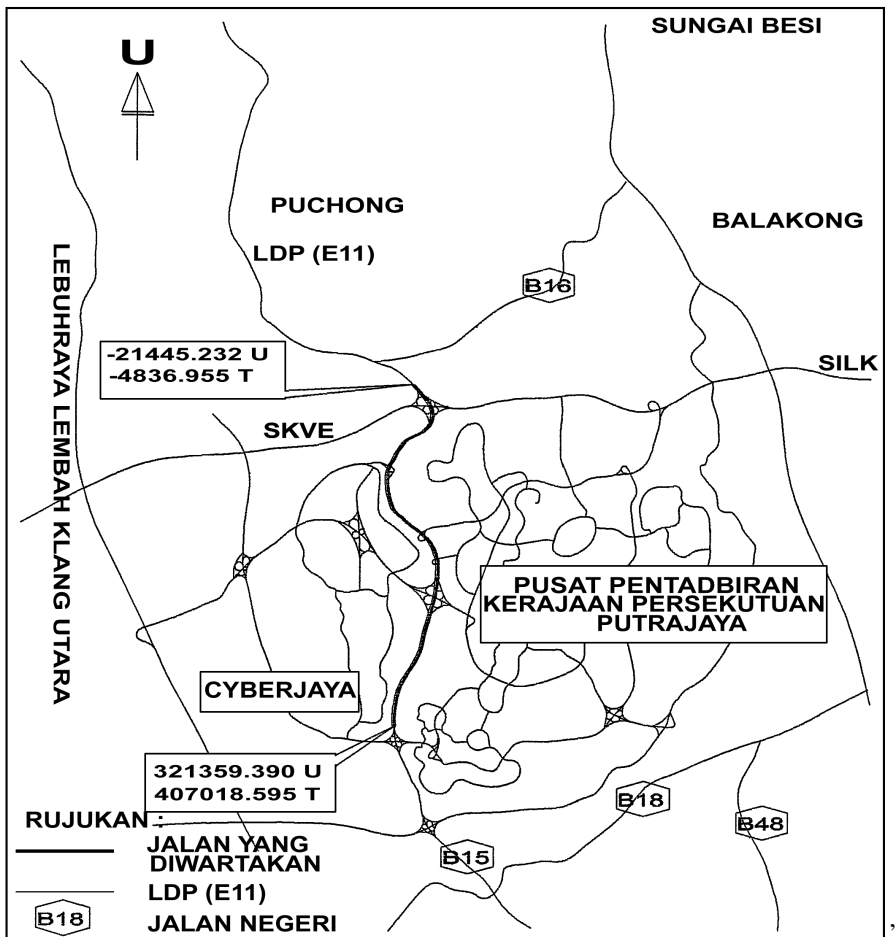 SUNGAI BESI
U
PUCHONG
BALAKONG
LDP (E11)
LEBUHRAYA LEMBAH KLANG UTARA
B16
-21445.232 U
-4836.955 T
SILK
SKVE
PUSAT PENTADBIRAN
KERAJAAN PERSEKUTUAN
PUTRAJAYA
CYBERJAYA
321359.390 U
407018.595 T
B18
B48
B15
RUJUKAN :
JALAN YANG
DIWARTAKAN
LDP (E11)
B18
JALAN NEGERI